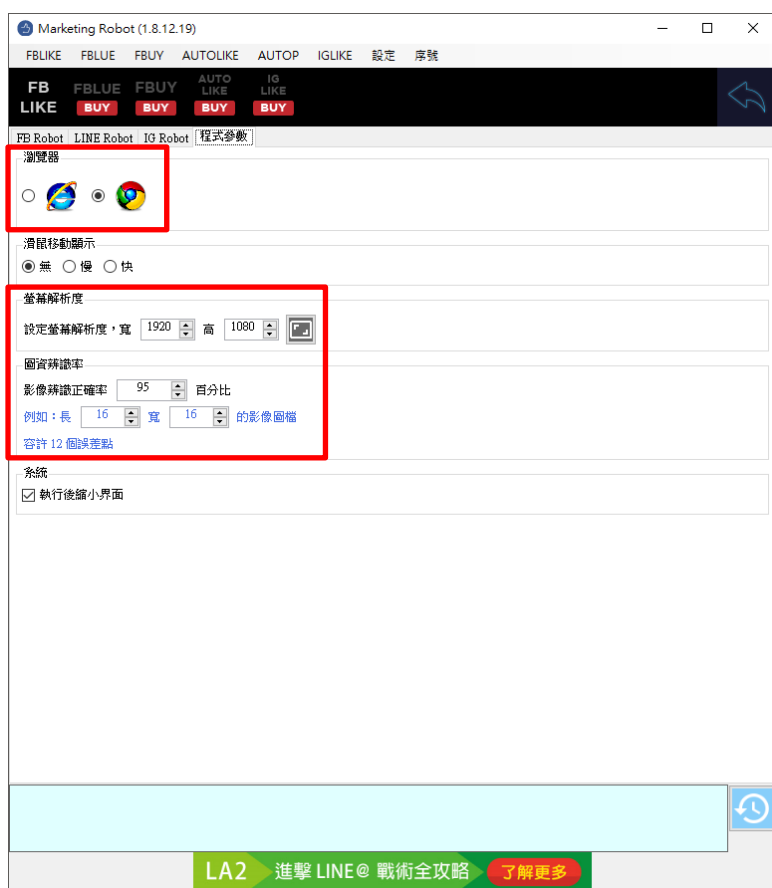 Marketing Robot (1.8.12.19)
FBLIKE FBLUE FBUY AUTOLIKE AUTOP IGLIKE 設定 序號
FB LIKE
FBLUE BUY
FBUY BUY
AUTO LIKE BUY
IG LIKE BUY
FB Robot LINE Robot IG Robot 程式參數
瀏覽器
滑鼠移動顯示
無 慢 快
螢幕解析度
設定螢幕解析度,寬 1920 高 1080
圖資辨識率
影像辨識正確率 95 百分比
例如:長 16 寬 16 的影像圖檔
容許 12 個誤差點
系統
執行後縮小界面
LA2 進擊 LINE@ 戰術全攻略 了解更多